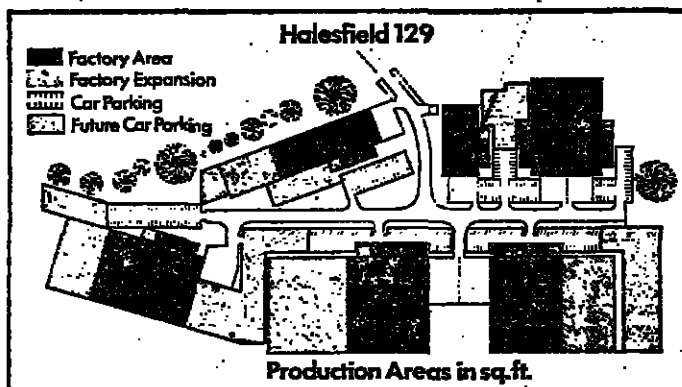 Halesfield 129
Factory Area
Factory Expansion
Car Parking
Future Car Parking
Production Areas in sq.ft.